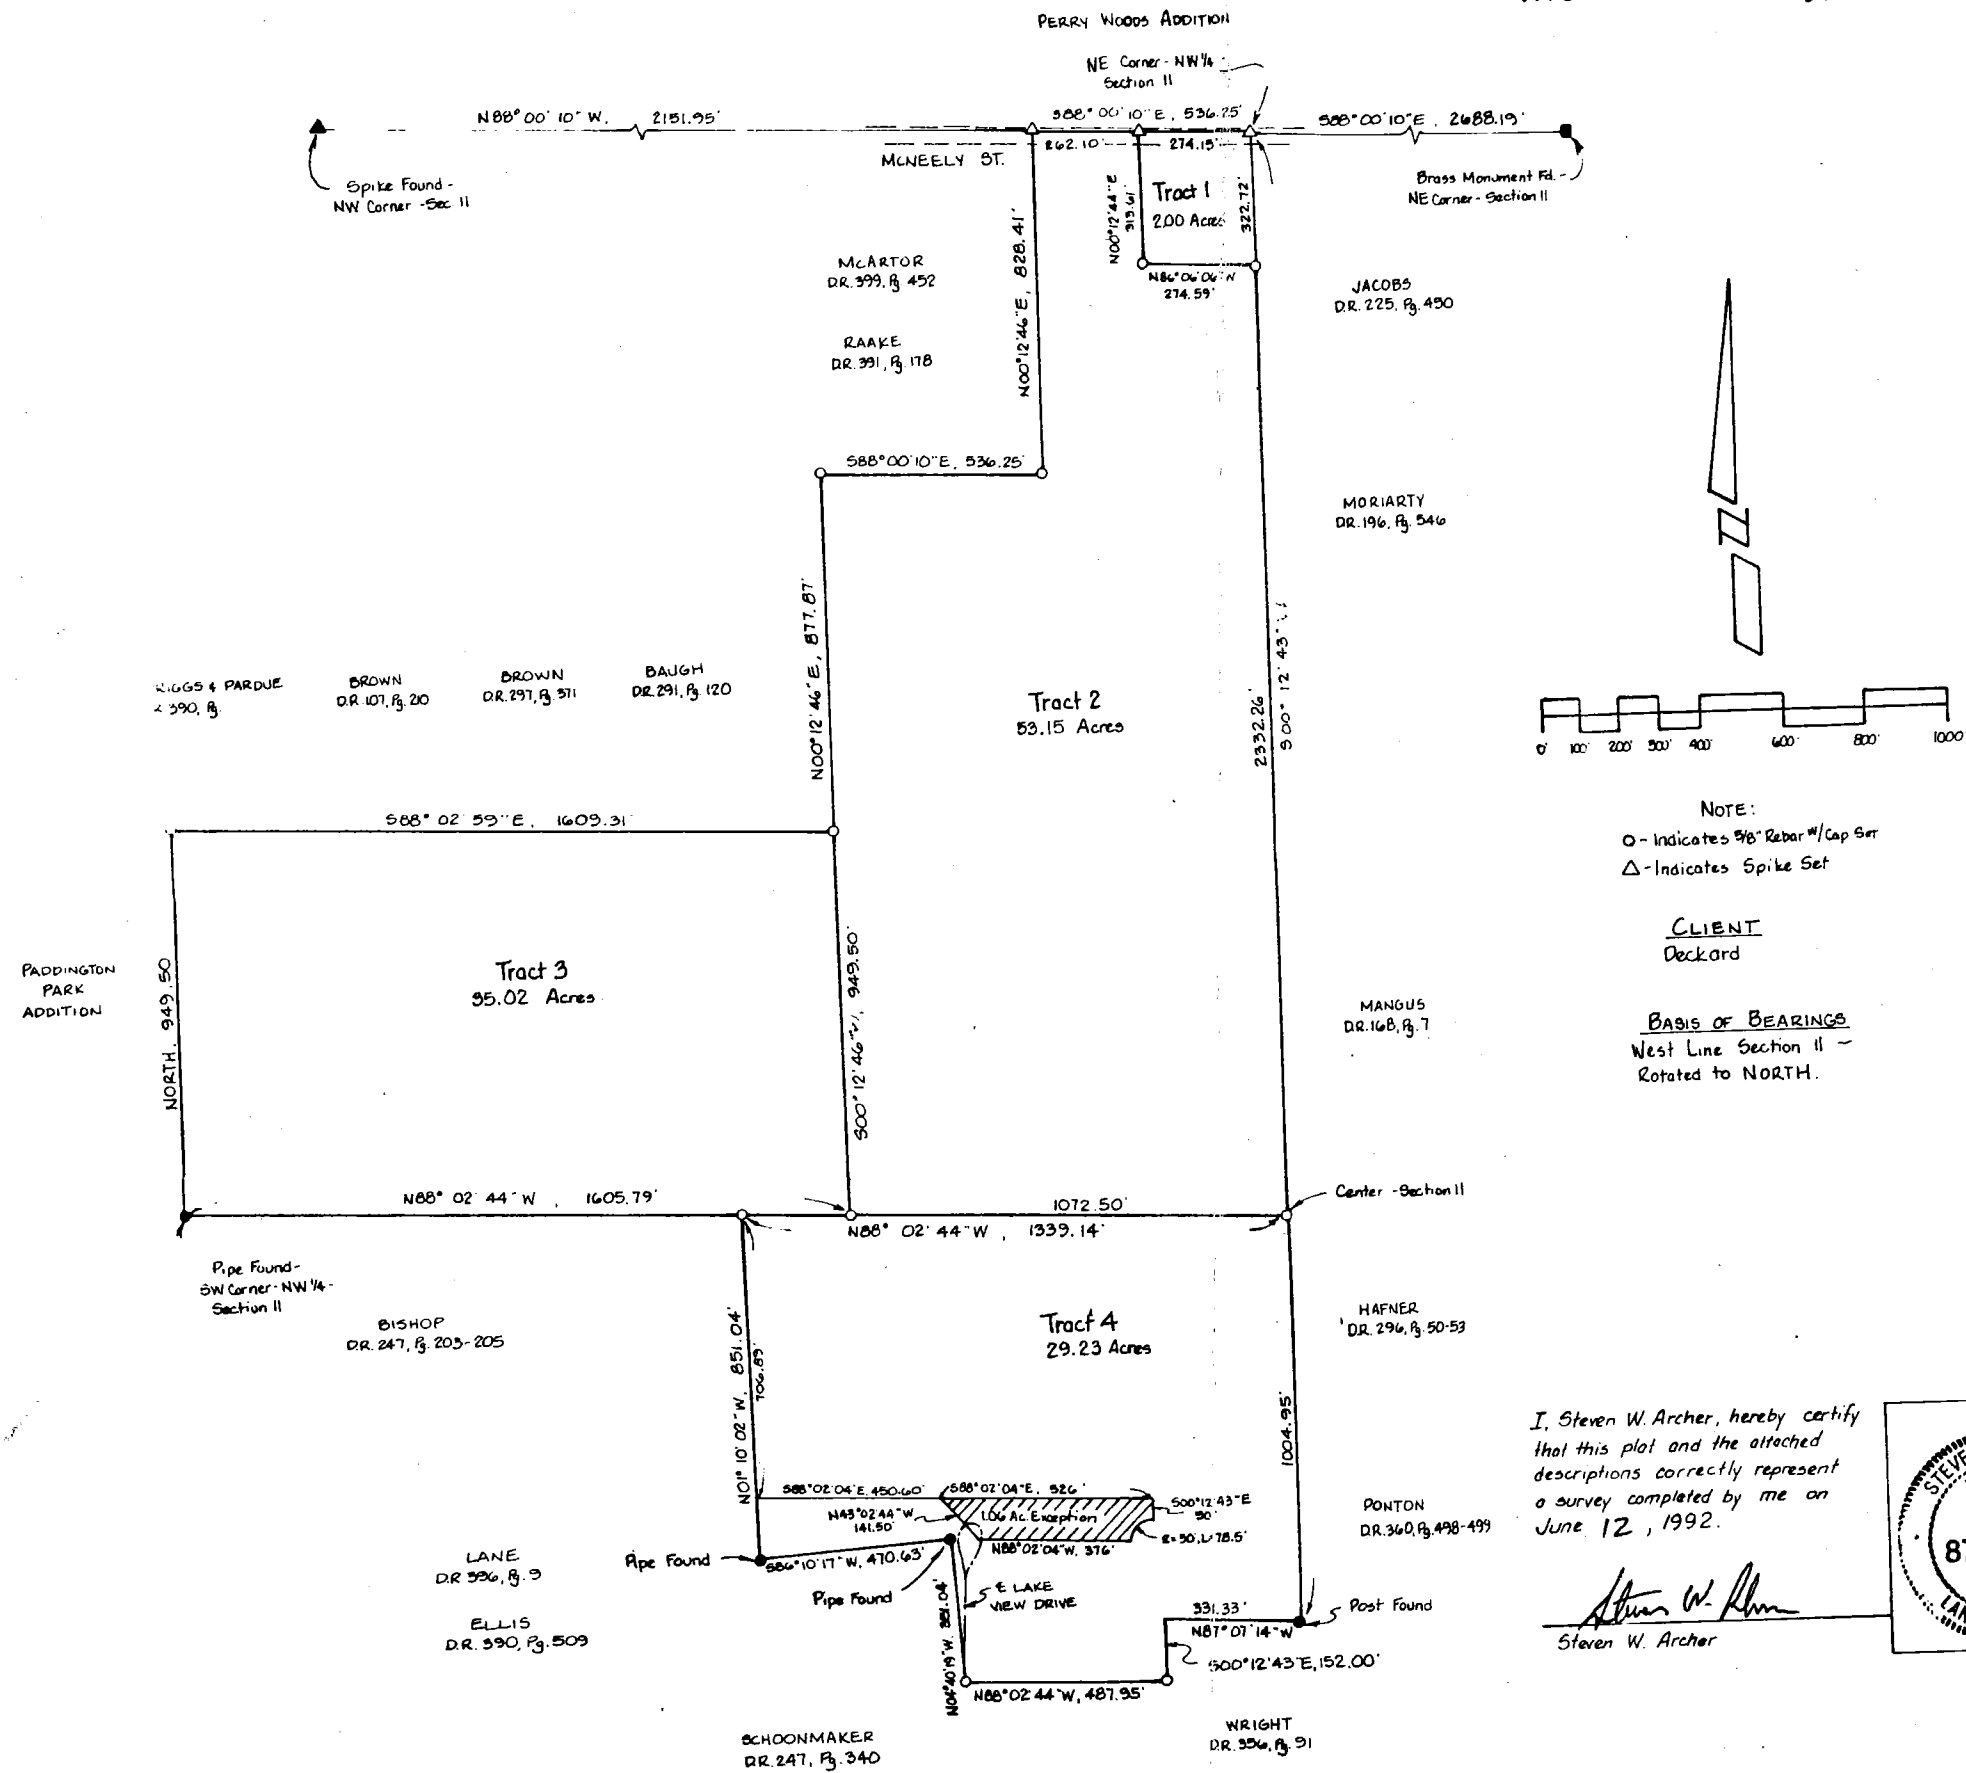 PERRY WOODS ADDITION
NE Corner - NW 1/4
Section 11
N88° 00' 10" W. 2151.95'
S88° 00' 10" E, 536.25'
S88° 00' 10" E, 2688.19'
262.10'
274.15'
MCNEELY ST.
Spike Found -
NW Corner - Sec. 11
Brass Monument Fd. -
NE Corner - Section 11
Tract 1
2.00 Acres
N00° 12' 44" E
322.72'
N86° 06' 06" W
274.59'
N00° 12' 46" E, 828.41'
MCARTOR
D.R. 399, Pg. 452
RAAKE
D.R. 391, Pg. 178
JACOBS
D.R. 225, Pg. 490
S88° 00' 10" E, 536.25'
MORIARTY
D.R. 196, Pg. 546
N00° 12' 46" E, 877.87'
2332.26'
S 00° 12' 43"
& PARDUE
390, Pg.
BROWN
D.R. 107, Pg. 210
BROWN
D.R. 297, Pg. 371
BAUGH
D.R. 291, Pg. 120
Tract 2
53.15 Acres
N
0' 100' 200' 300' 400' 600' 800' 1000'
NOTE:
O - Indicates 5/8" Rebar w/Cap Set
△ - Indicates Spike Set
CLIENT
Deckard
BASIS OF BEARINGS
West Line Section 11 -
Rotated to NORTH.
S88° 02' 59" E, 1609.31'
PADDINGTON
PARK
ADDITION
NORTH, 949.50
Tract 3
35.02 Acres
S00° 12' 46" W, 949.50'
MANGUS
D.R. 168, Pg. 7
N88° 02' 44" W, 1605.79'
1072.50'
N88° 02' 44" W, 1339.14'
Center - Section 11
Pipe Found -
SW Corner - NW 1/4 -
Section 11
BISHOP
D.R. 247, Pg. 203-205
N01° 10' 02" W, 851.04'
706.89'
Tract 4
29.23 Acres
HAFNER
D.R. 296, Pg. 50-53
1004.95'
S88° 02' 04" E, 450.60'
S88° 02' 04" E, 526'
N43° 02' 44" W
141.50'
1.06 Ac. Exception
S00° 12' 43" E
50'
R=50', L=78.5'
N88° 02' 04" W, 376'
PONTON
D.R. 360, Pg. 498-499
LANE
D.R. 396, Pg. 9
Pipe Found
S86° 10' 17" W, 470.63'
Pipe Found
LAKE
VIEW DRIVE
ELLIS
D.R. 390, Pg. 509
331.33'
N87° 07' 14" W
Post Found
S00° 12' 43" E, 152.00'
N88° 02' 44" W, 487.95'
SCHOONMAKER
D.R. 247, Pg. 340
WRIGHT
D.R. 356, Pg. 91
I, Steven W. Archer, hereby certify
that this plat and the attached
descriptions correctly represent
a survey completed by me on
June 12, 1992.
Steven W. Archer
STEVE